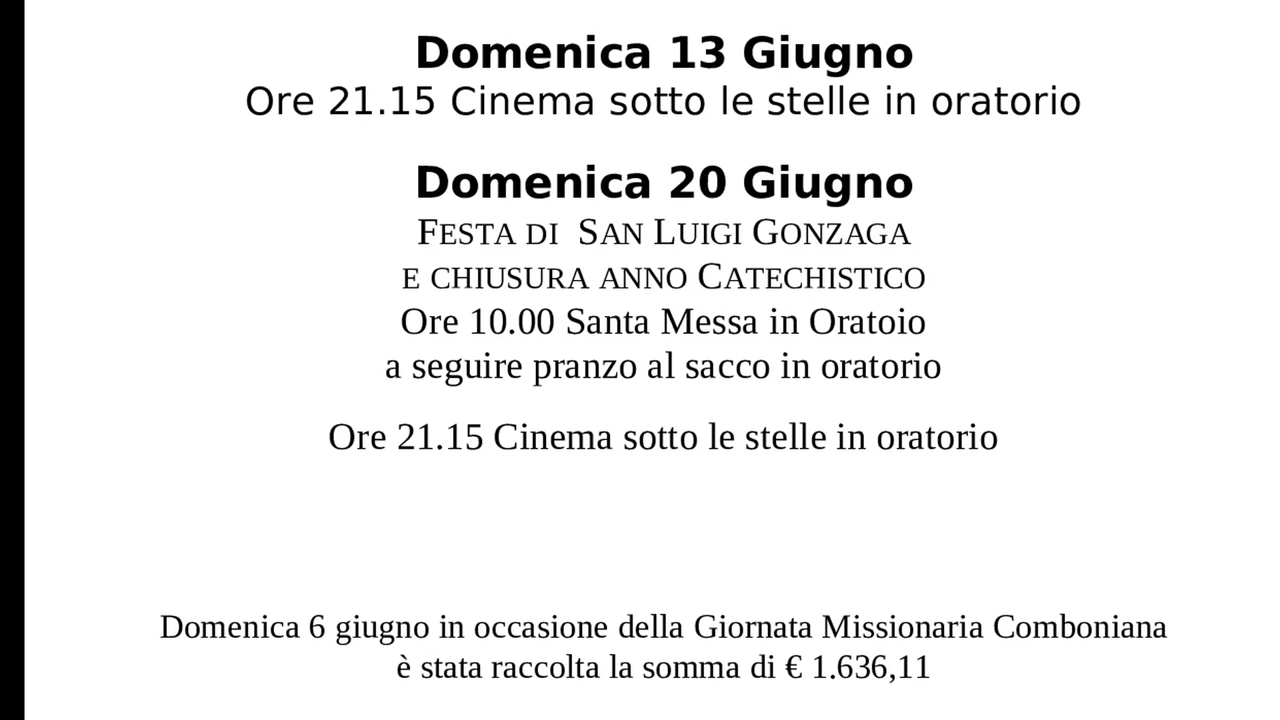 Domenica 13 Giugno
Ore 21.15 Cinema sotto le stelle in oratorio
Domenica 20 Giugno
FESTA DI  SAN LUIGI GONZAGA
E CHIUSURA ANNO CATECHISTICO
Ore 10.00 Santa Messa in Oratoio
a seguire pranzo al sacco in oratorio
Ore 21.15 Cinema sotto le stelle in oratorio
Domenica 6 giugno in occasione della Giornata Missionaria Comboniana
è stata raccolta la somma di € 1.636,11